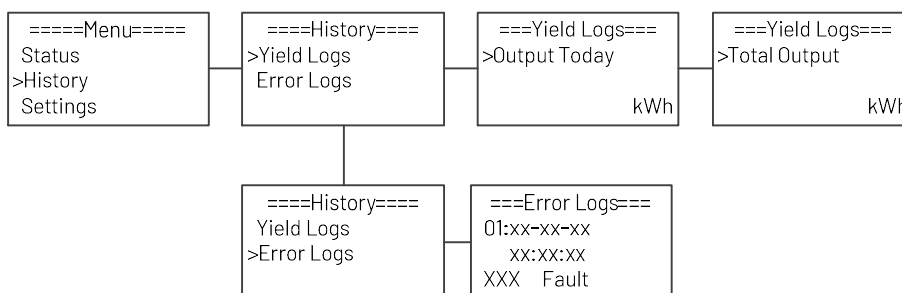 =====Menu=====
Status
>History
Settings
====History====
>Yield Logs
Error Logs
===Yield Logs===
>Output Today
kWh
===Yield Logs===
>Total Output
kWh
====History====
Yield Logs
>Error Logs
===Error Logs===
01:xx-xx-xx
xx:xx:xx
XXX Fault